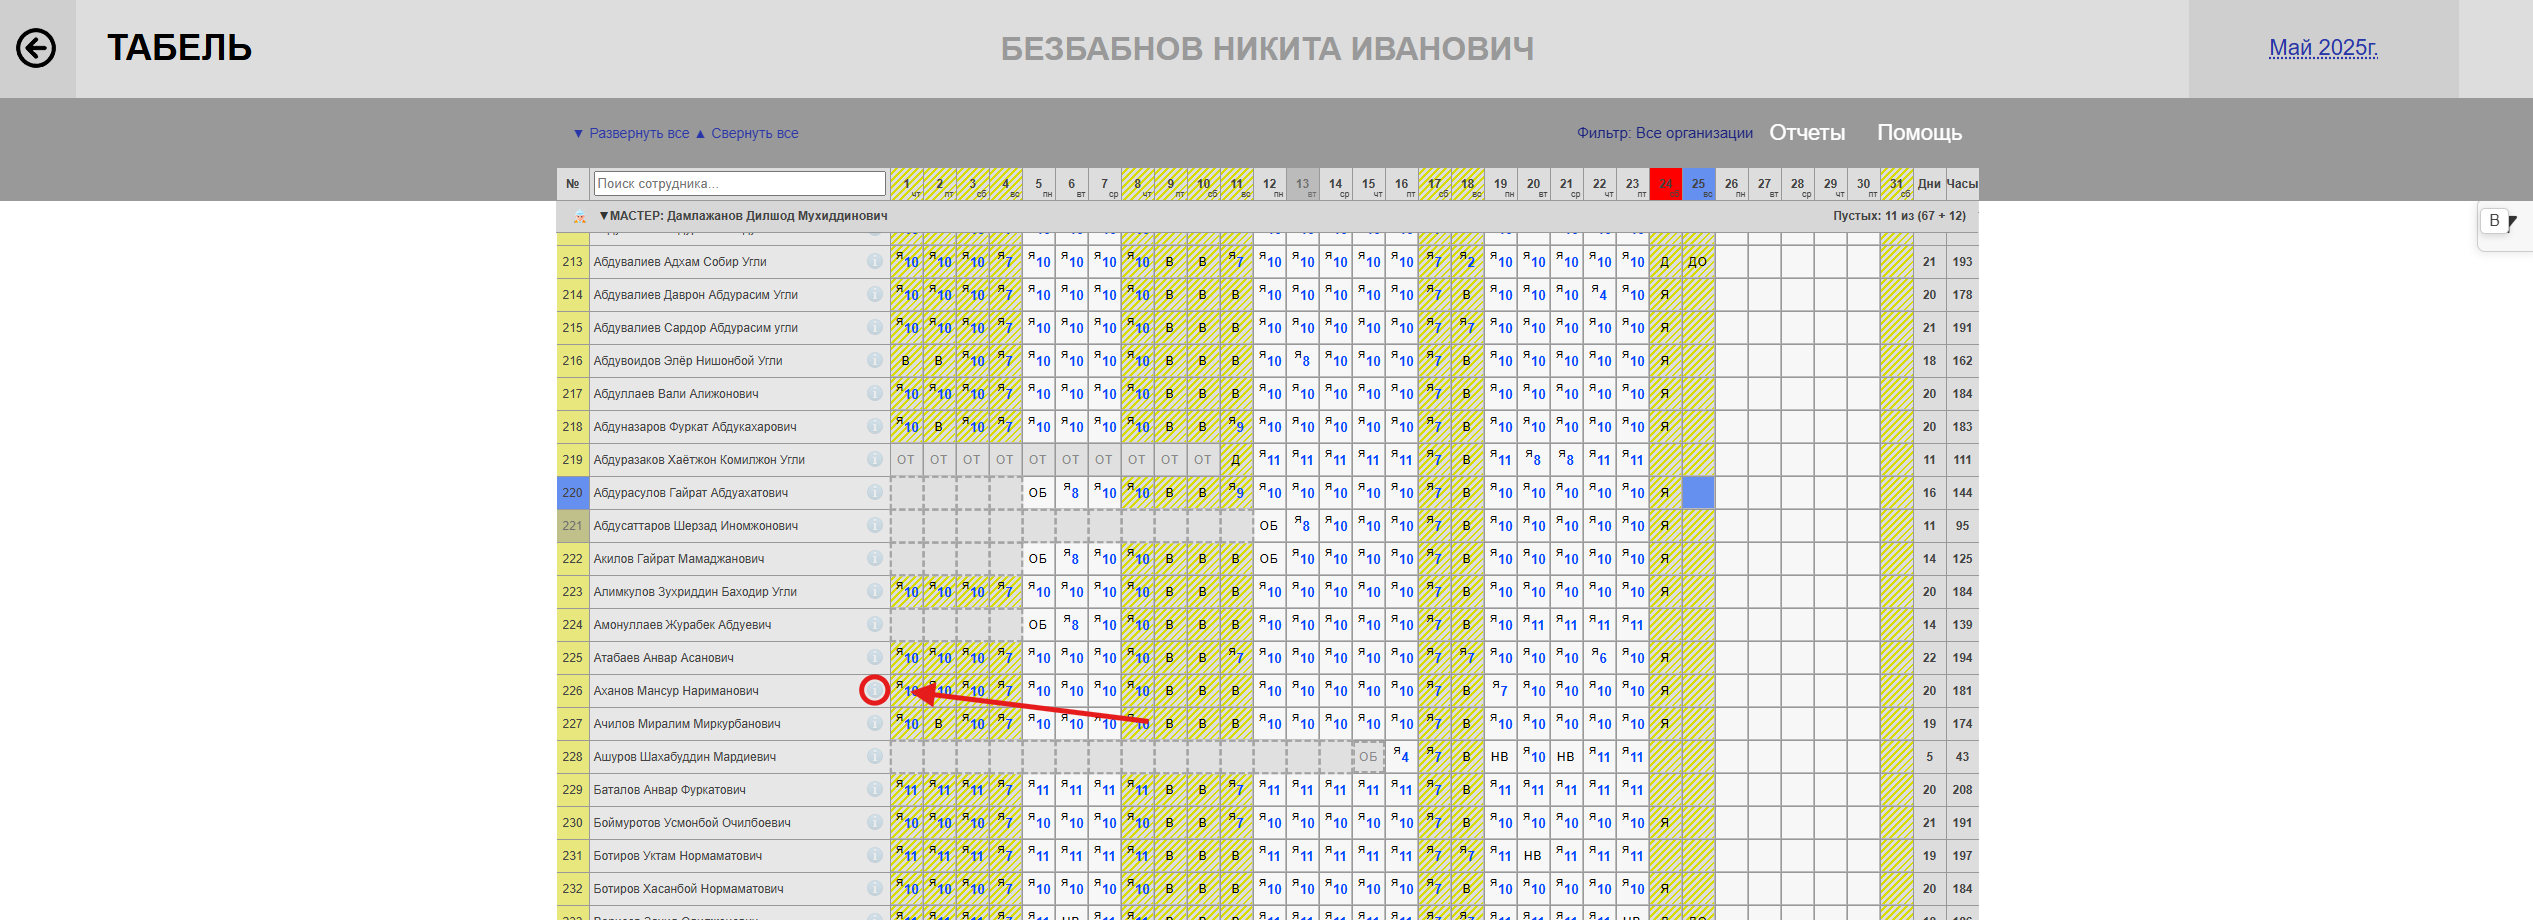 ТАБЕЛЬ
БЕЗБАБНОВ НИКИТА ИВАНОВИЧ
Май 2025г.
▼ Развернуть все ▲ Свернуть все
Фильтр: Все организации Отчеты Помощь
№ Поиск сотрудника... 1 чт 2 пт 3 сб 4 вс 5 пн 6 вт 7 ср 8 чт 9 пт 10 сб 11 вс 12 пн 13 вт 14 ср 15 чт 16 пт 17 сб 18 вс 19 пн 20 вт 21 ср 22 чт 23 пт 24 сб 25 вс 26 пн 27 вт 28 ср 29 чт 30 пт 31 сб Дни Часы
▼МАСТЕР: Дамлажанов Дилшод Мухиддинович Пустых: 11 из (67 + 12)
В
213 Абдувалиев Адхам Собир Угли Я10 Я10 Я10 Я7 Я10 Я10 Я10 Я10 В В Я7 Я10 Я10 Я10 Я10 Я10 Я7 Я2 Я10 Я10 Я10 Я10 Я10 Д ДО 21 193
214 Абдувалиев Даврон Абдурасим Угли Я10 Я10 Я10 Я7 Я10 Я10 Я10 Я10 В В В Я10 Я10 Я10 Я10 Я10 Я7 В Я10 Я10 Я10 Я4 Я10 Я 20 178
215 Абдувалиев Сардор Абдурасим угли Я10 Я10 Я10 Я7 Я10 Я10 Я10 Я10 В В В Я10 Я10 Я10 Я10 Я10 Я7 Я7 Я10 Я10 Я10 Я10 Я10 Я 21 191
216 Абдувоидов Элёр Нишонбой Угли В В Я10 Я7 Я10 Я10 Я10 Я10 В В В Я10 Я8 Я10 Я10 Я10 Я7 В Я10 Я10 Я10 Я10 Я10 Я 18 162
217 Абдуллаев Вали Алижонович Я10 Я10 Я10 Я7 Я10 Я10 Я10 Я10 В В В Я10 Я10 Я10 Я10 Я10 Я7 В Я10 Я10 Я10 Я10 Я10 Я 20 184
218 Абдуназаров Фуркат Абдукахарович Я10 В Я10 Я7 Я10 Я10 Я10 Я10 В В Я9 Я10 Я10 Я10 Я10 Я10 Я7 В Я10 Я10 Я10 Я10 Я10 Я 20 183
219 Абдуразаков Хаётжон Комилжон Угли ОТ ОТ ОТ ОТ ОТ ОТ ОТ ОТ ОТ ОТ Д Я11 Я11 Я11 Я11 Я11 Я7 В Я11 Я8 Я8 Я11 Я11 11 111
220 Абдурасулов Гайрат Абдуахатович ОБ Я8 Я10 Я10 В В Я9 Я10 Я10 Я10 Я10 Я10 Я7 В Я10 Я10 Я10 Я10 Я10 Я 16 144
221 Абдусаттаров Шерзад Иномжонович ОБ Я8 Я10 Я10 Я10 Я7 В Я10 Я10 Я10 Я10 Я10 Я 11 95
222 Акилов Гайрат Мамаджанович ОБ Я8 Я10 Я10 В В В ОБ Я10 Я10 Я10 Я10 Я7 В Я10 Я10 Я10 Я10 Я10 Я 14 125
223 Алимкулов Зухриддин Баходир Угли Я10 Я10 Я10 Я7 Я10 Я10 Я10 Я10 В В В Я10 Я10 Я10 Я10 Я10 Я7 В Я10 Я10 Я10 Я10 Я10 Я 20 184
224 Амонуллаев Журабек Абдуевич ОБ Я8 Я10 Я10 В В В Я10 Я10 Я10 Я10 Я10 Я7 В Я10 Я11 Я11 Я11 Я11 14 139
225 Атабаев Анвар Асанович Я10 Я10 Я10 Я7 Я10 Я10 Я10 Я10 В В Я7 Я10 Я10 Я10 Я10 Я10 Я7 Я7 Я10 Я10 Я10 Я6 Я10 Я 22 194
226 Аханов Мансур Нариманович Я10 Я10 Я10 Я7 Я10 Я10 Я10 Я10 В В В Я10 Я10 Я10 Я10 Я10 Я7 В Я7 Я10 Я10 Я10 Я10 Я 20 181
227 Ачилов Миралим Миркурбанович Я10 В Я10 Я7 Я10 Я10 Я10 Я10 В В В Я10 Я10 Я10 Я10 Я10 Я7 В Я10 Я10 Я10 Я10 Я10 Я 19 174
228 Ашуров Шахабуддин Мардиевич ОБ Я4 Я7 В НВ Я10 НВ Я11 Я11 5 43
229 Баталов Анвар Фуркатович Я11 Я11 Я11 Я7 Я11 Я11 Я11 Я11 В В Я7 Я11 Я11 Я11 Я11 Я11 Я7 В Я11 Я11 Я11 Я11 Я11 20 208
230 Боймуротов Усмонбой Очилбоевич Я10 Я10 Я10 Я7 Я10 Я10 Я10 Я10 В В Я7 Я10 Я10 Я10 Я10 Я10 Я7 В Я10 Я10 Я10 Я10 Я10 Я 21 191
231 Ботиров Уктам Нормаматович Я11 Я11 Я11 Я7 Я11 Я11 Я11 Я11 В В В Я11 Я11 Я11 Я11 Я11 Я7 Я7 Я11 НВ Я11 Я11 Я11 19 197
232 Ботиров Хасанбой Нормаматович Я10 Я10 Я10 Я7 Я10 Я10 Я10 Я10 В В В Я10 Я10 Я10 Я10 Я10 Я7 В Я10 Я10 Я10 Я10 Я10 Я 20 184